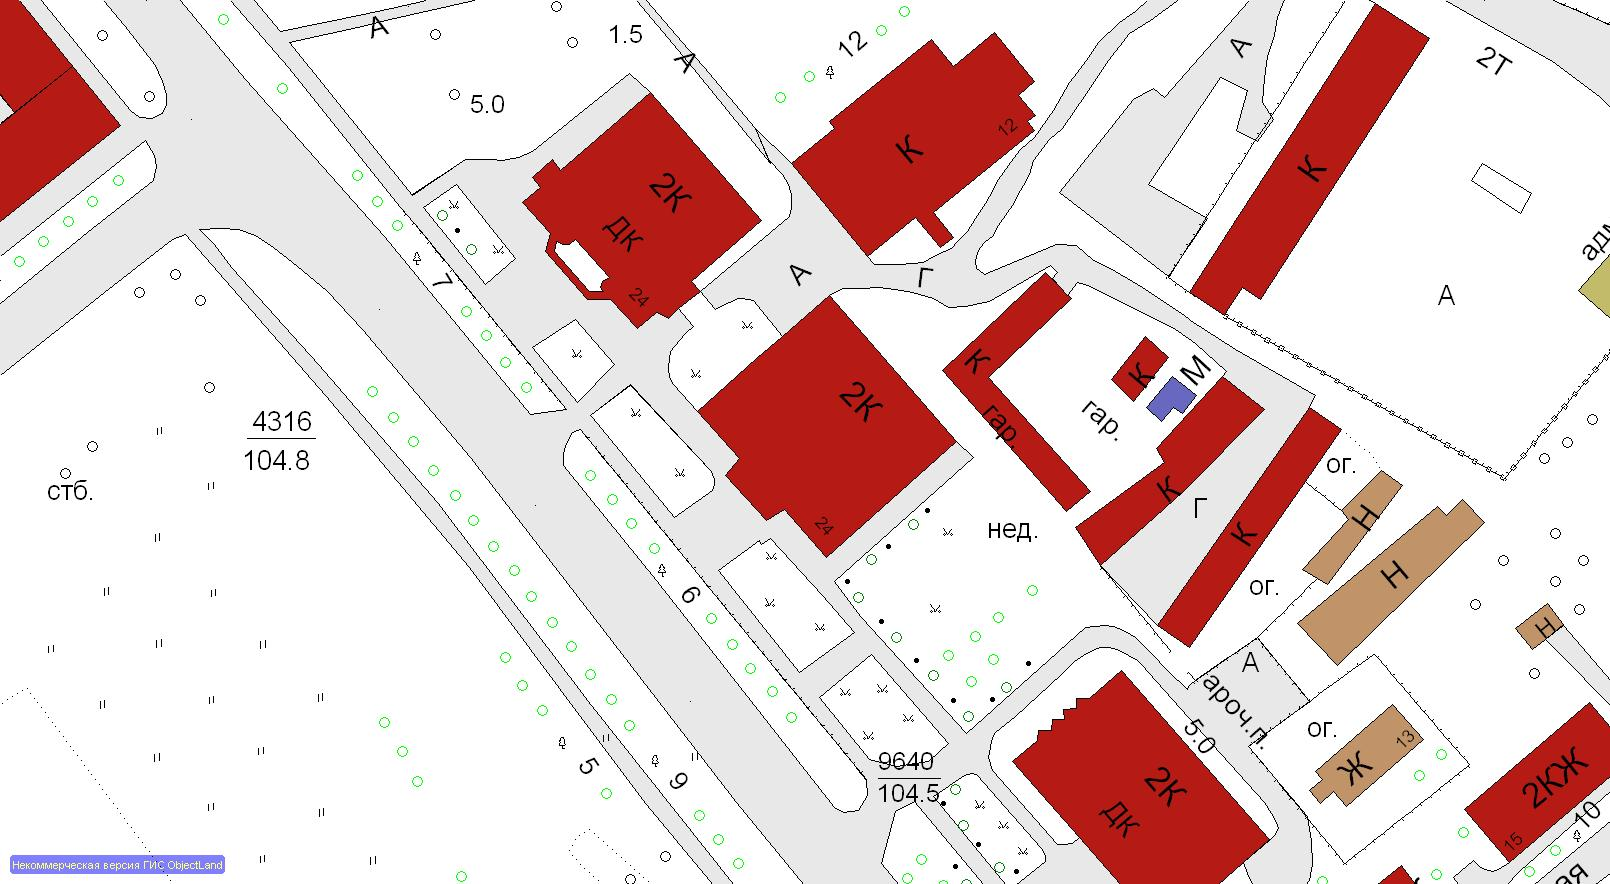 А
1.5
А
12
А
2Т
5.0
К
12
К
2К
ДК
24
7
А
Г
А
К
К
М
2К
гар.
гар.
4316
104.8
стб.
24
нед.
К
Г
К
ог.
Н
Н
ог.
Н
6
А
ароч.п.
5.0
ог.
13
Ж
2КЖ
15
10
5
9
9640
104.5
2К
ДК
Некоммерческая версия ГИС ObjectLand